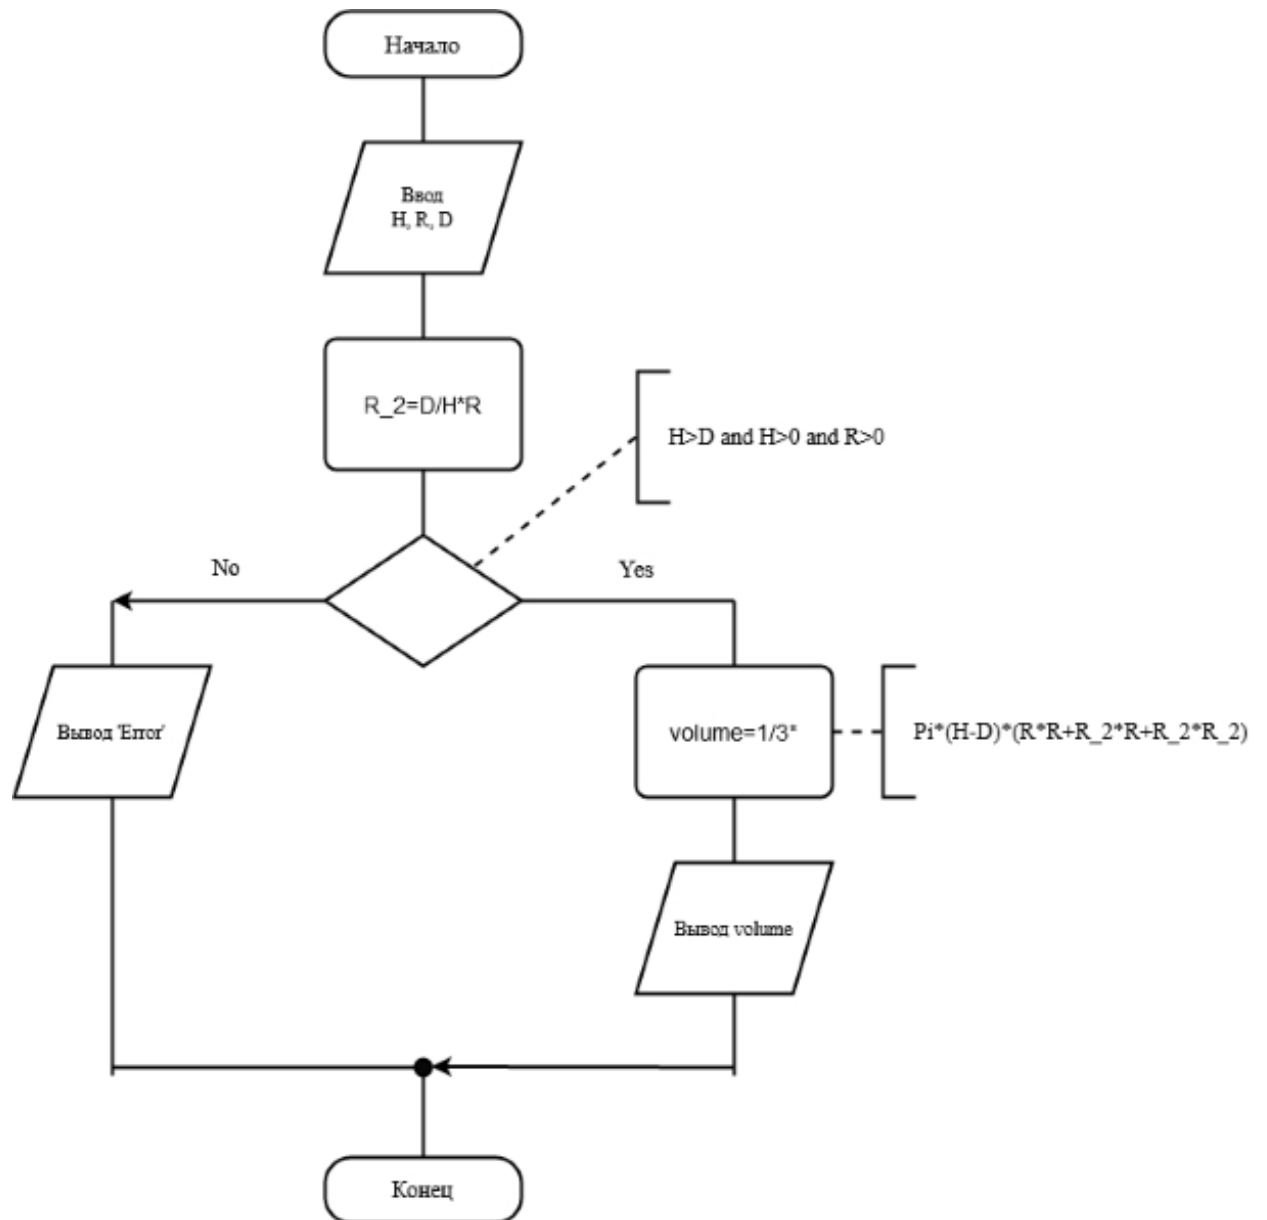 Начало
Ввод
H, R, D
R_2=D/H*R
H>D and H>0 and R>0
No
Yes
Вывод 'Error'
volume=1/3*
Pi*(H-D)*(R*R+R_2*R+R_2*R_2)
Вывод volume
Конец